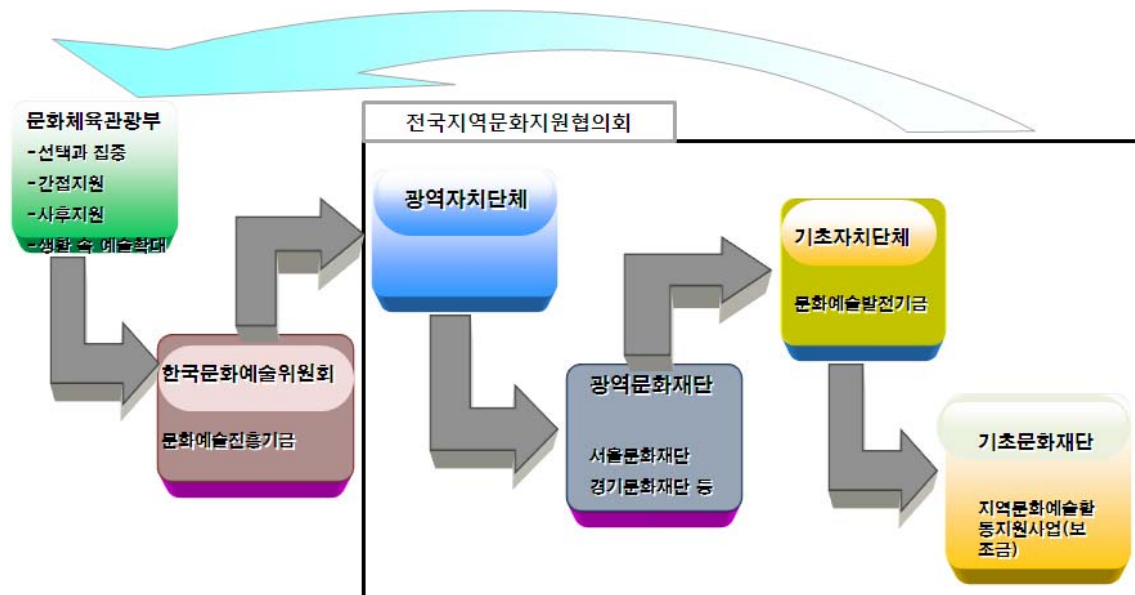 전국지역문화지원협의회
문화체육관광부
-선택과 집중
-간접지원
-사후지원
-생활 속 예술확대
한국문화예술위원회
문화예술진흥기금
광역자치단체
광역문화재단
서울문화재단
경기문화재단 등
기초자치단체
문화예술발전기금
기초문화재단
지역문화예술활
동지원사업(보
조금)